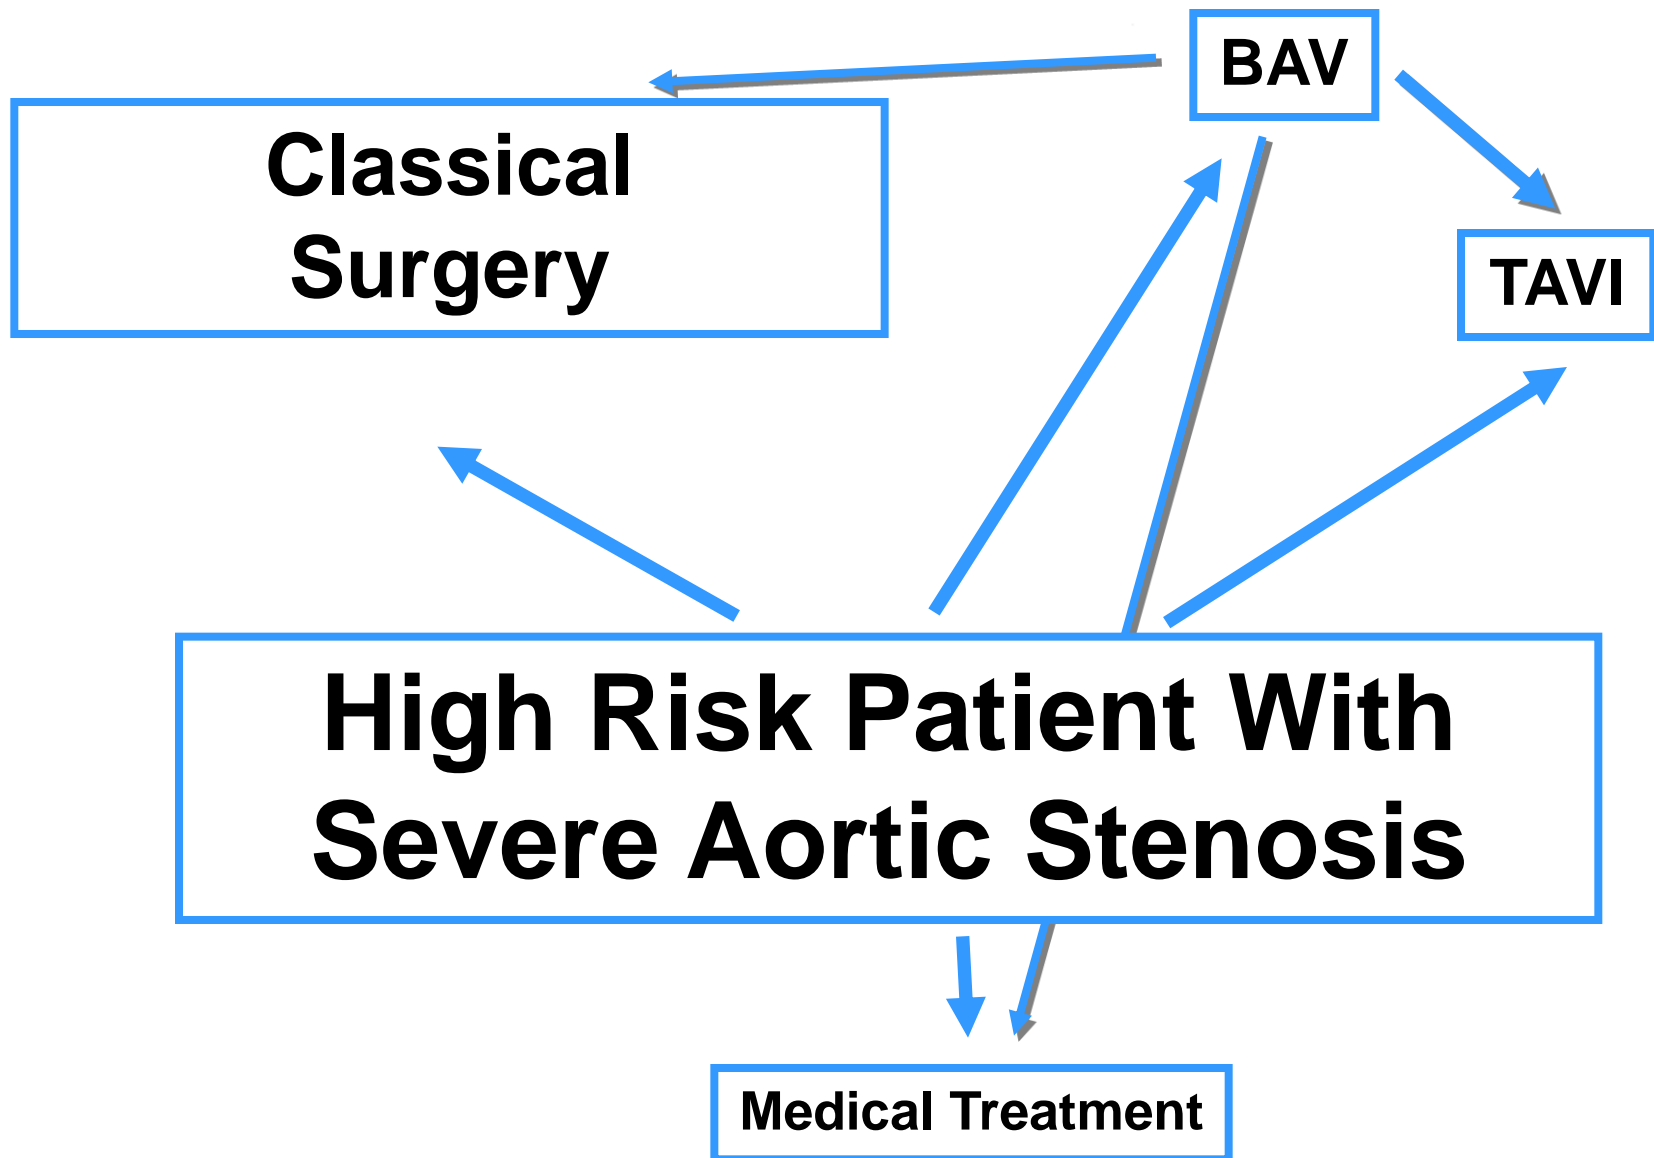 BAV
Classical
Surgery
TAVI
High Risk Patient With
Severe Aortic Stenosis
Medical Treatment